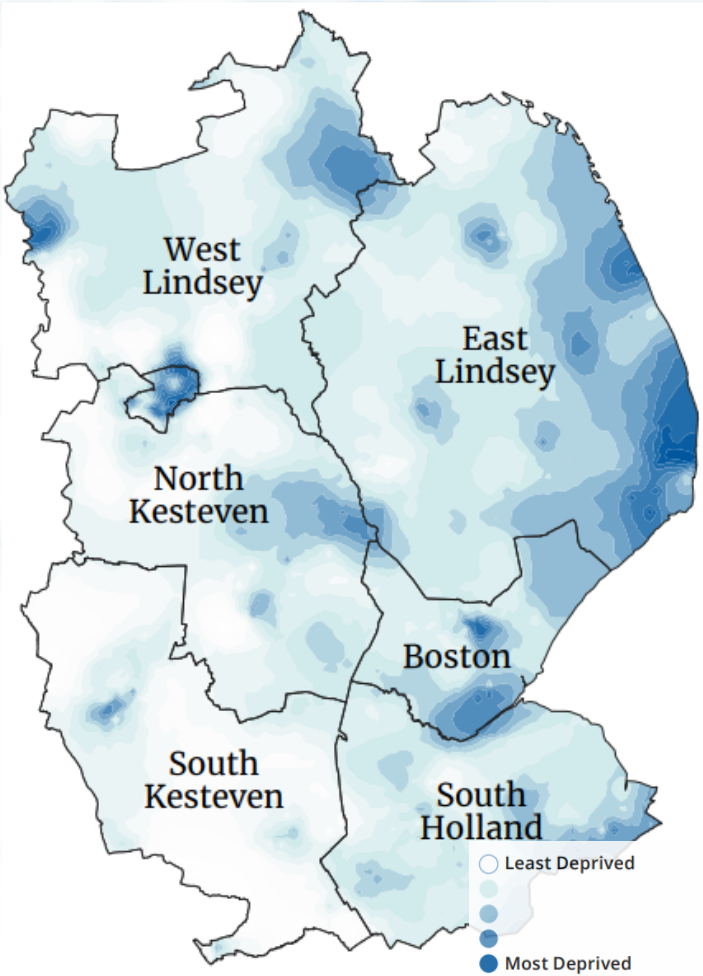 West
Lindsey
East
Lindsey
North
Kesteven
Boston
South
Kesteven
South
Holland
Least Deprived
Most Deprived